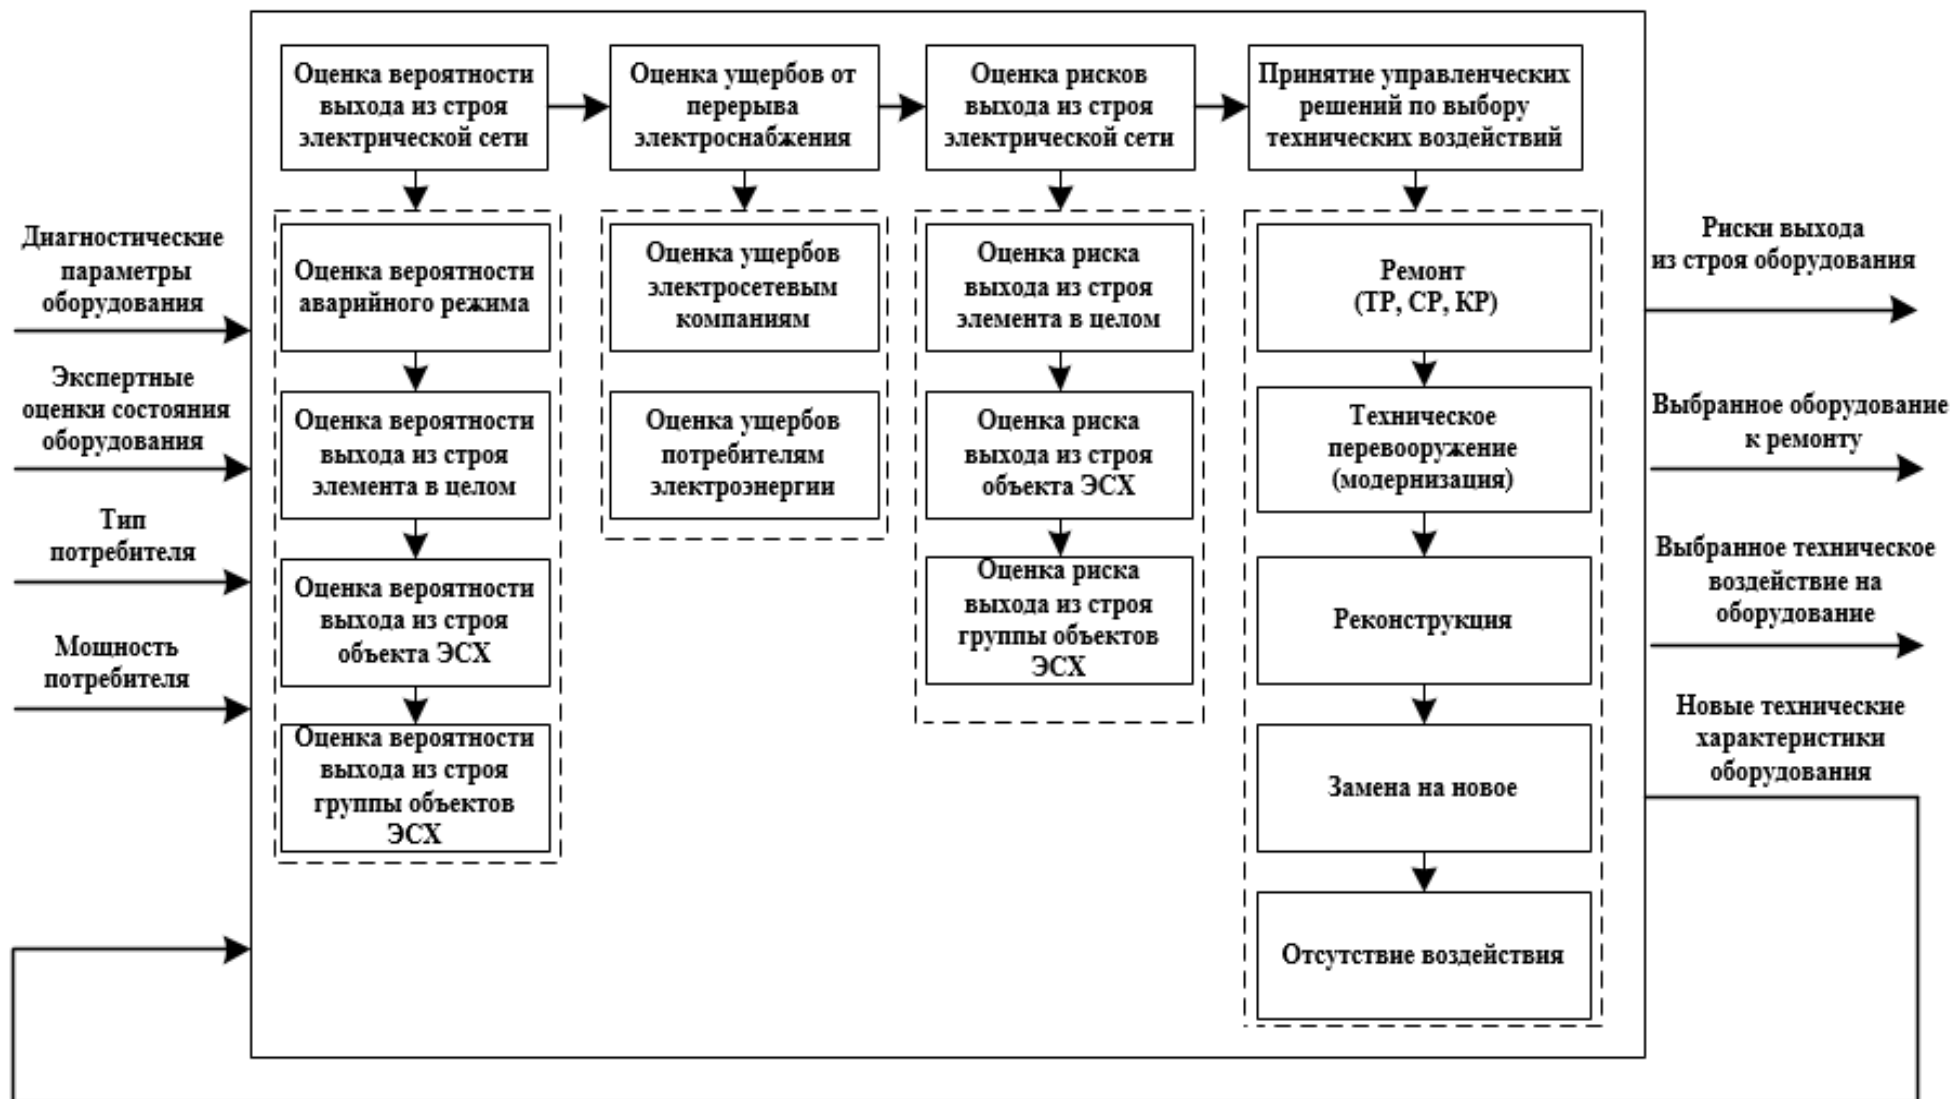 Оценка вероятности
выхода из строя
электрической сети
Оценка ущербов от
перерыва
электроснабжения
Оценка рисков
выхода из строя
электрической сети
Принятие управленческих
решений по выбору
технических воздействий
Диагностические
параметры
оборудования
Экспертные
оценки состояния
оборудования
Тип
потребителя
Мощность
потребителя
Оценка вероятности
аварийного режима
Оценка вероятности
выхода из строя
элемента в целом
Оценка вероятности
выхода из строя
объекта ЭСХ
Оценка вероятности
выхода из строя
группы объектов
ЭСХ
Оценка ущербов
электросетевым
компаниям
Оценка ущербов
потребителям
электроэнергии
Оценка риска
выхода из строя
элемента в целом
Оценка риска
выхода из строя
объекта ЭСХ
Оценка риска
выхода из строя
группы объектов
ЭСХ
Ремонт
(ТР, СР, КР)
Техническое
перевооружение
(модернизация)
Реконструкция
Замена на новое
Отсутствие воздействия
Риски выхода
из строя оборудования
Выбранное оборудование
к ремонту
Выбранное техническое
воздействие на
оборудование
Новые технические
характеристики
оборудования